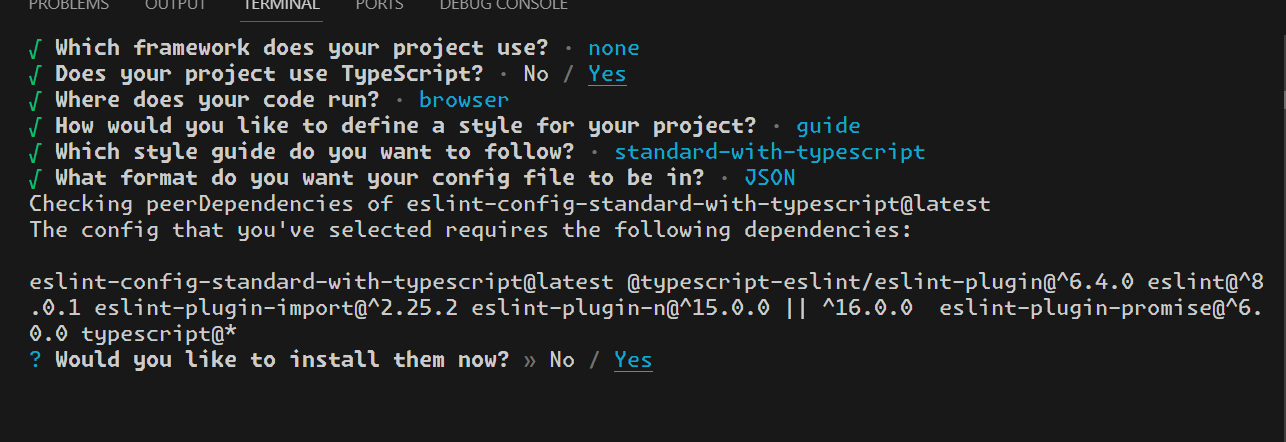 PROBLEMS OUTPUT TERMINAL PORTS DEBUG CONSOLE
√ Which framework does your project use? · none
√ Does your project use TypeScript? · No / Yes
√ Where does your code run? · browser
√ How would you like to define a style for your project? · guide
√ Which style guide do you want to follow? · standard-with-typescript
√ What format do you want your config file to be in? · JSON
Checking peerDependencies of eslint-config-standard-with-typescript@latest
The config that you've selected requires the following dependencies:
eslint-config-standard-with-typescript@latest @typescript-eslint/eslint-plugin@^6.4.0 eslint@^8
.0.1 eslint-plugin-import@^2.25.2 eslint-plugin-n@^15.0.0 || ^16.0.0  eslint-plugin-promise@^6.
0.0 typescript@*
? Would you like to install them now? » No / Yes